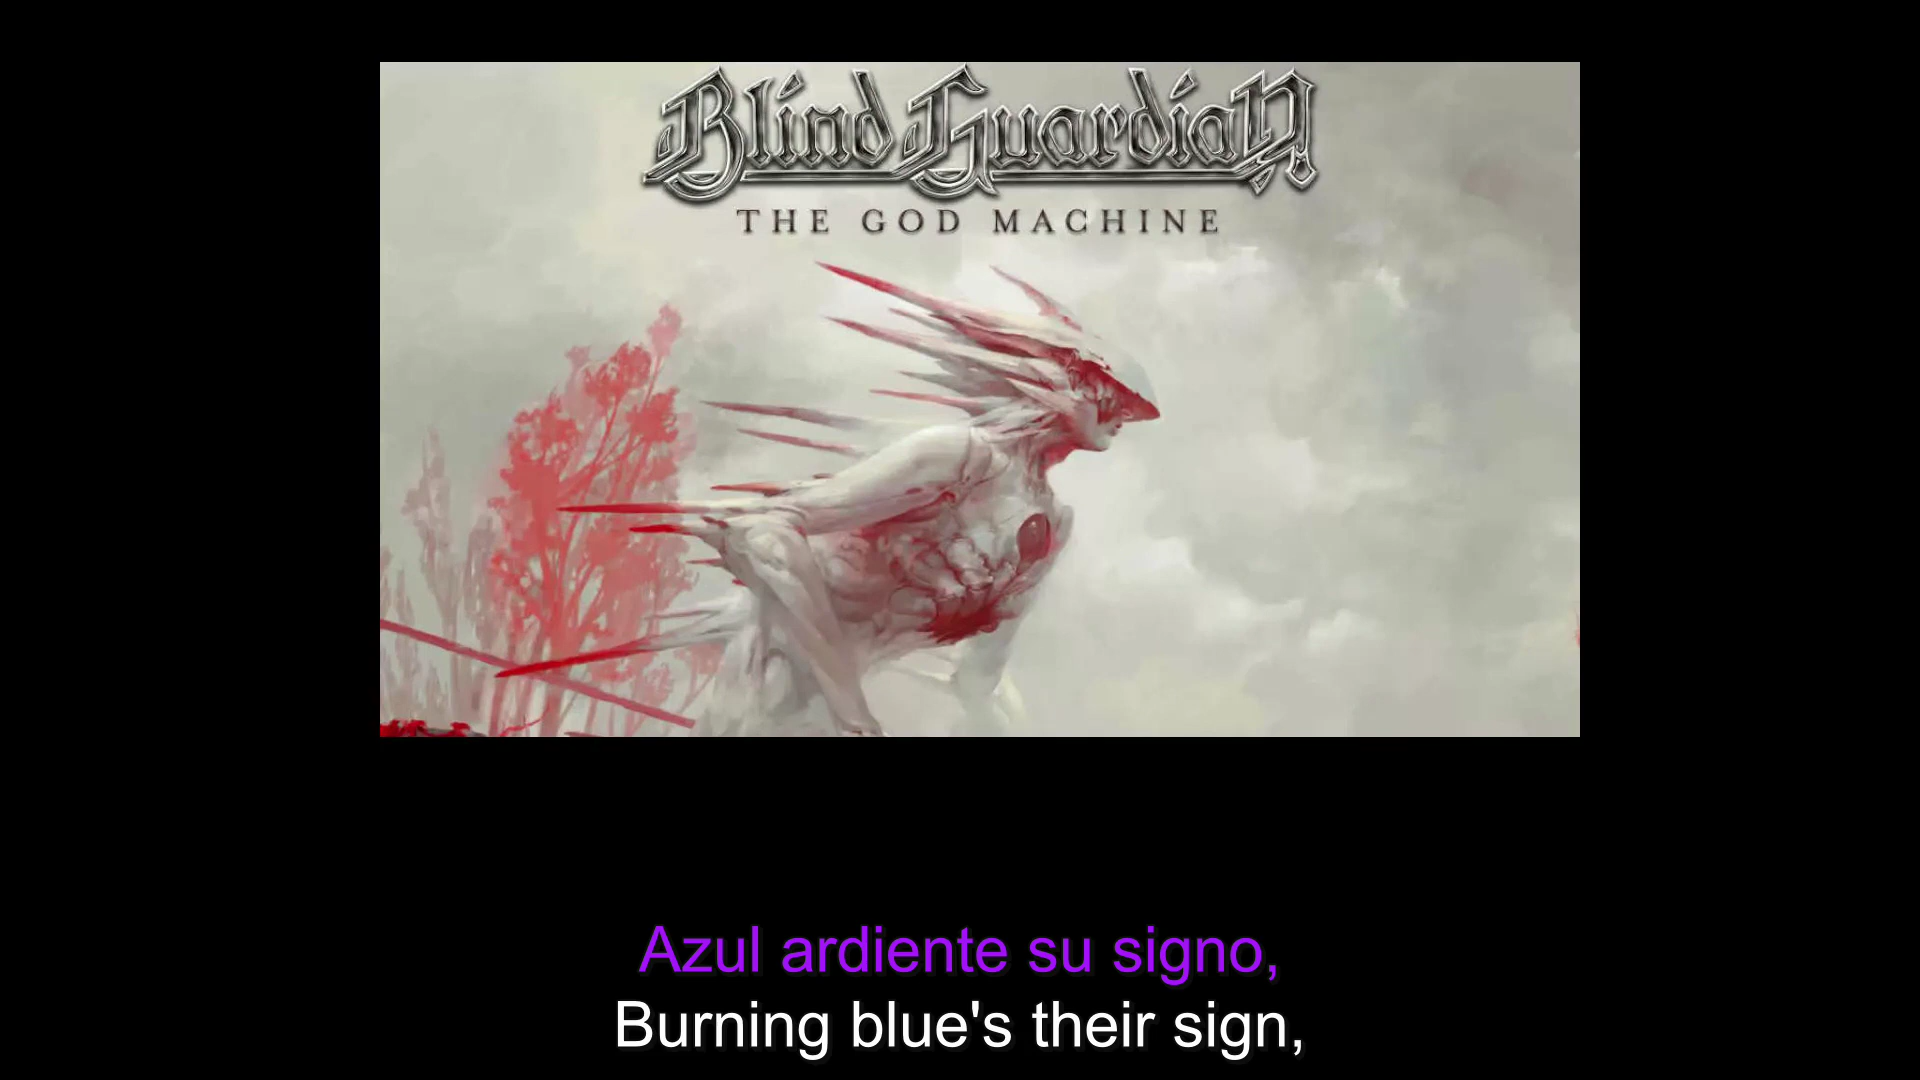 Blind Guardian
THE GOD MACHINE
Azul ardiente su signo,
Burning blue's their sign,